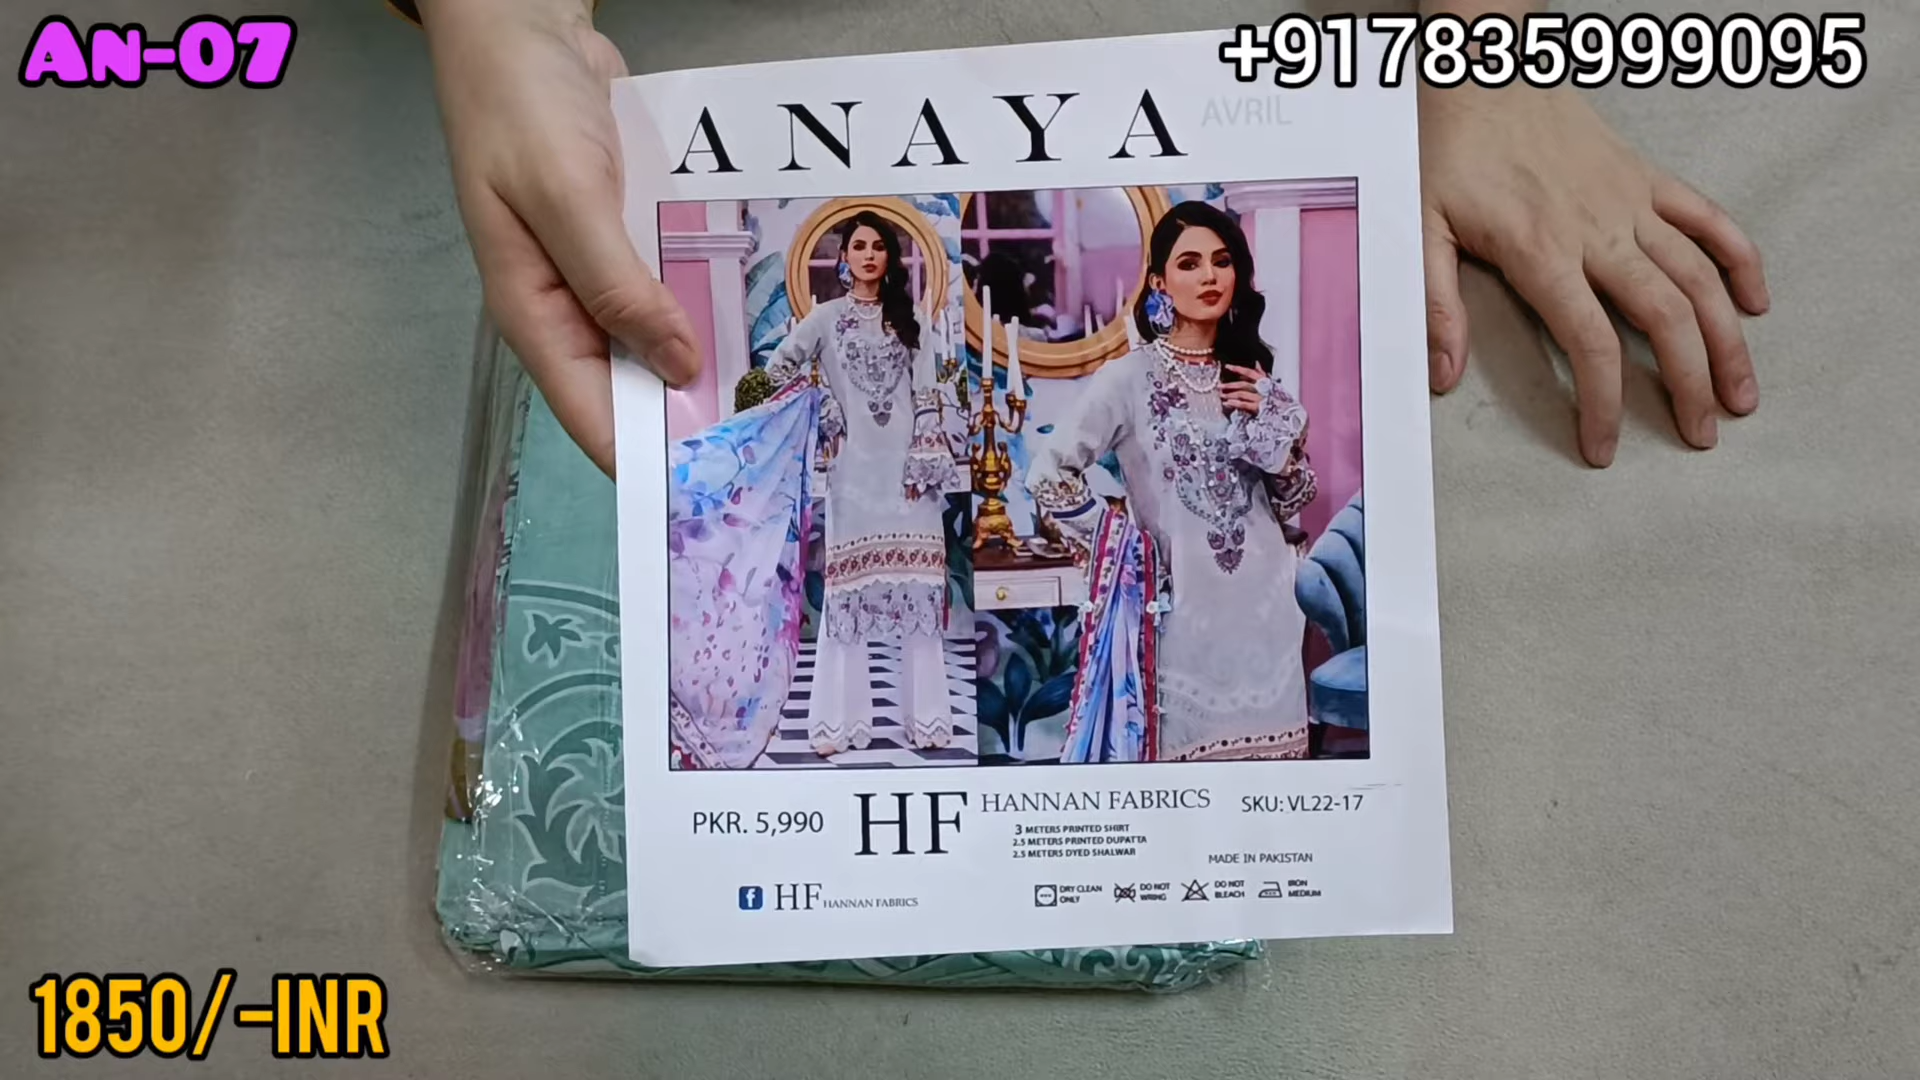 AN-07
+917835999095
ANAYA
AVRIL
PKR. 5,990
HF HANNAN FABRICS
SKU: VL22-17
3 METERS PRINTED SHIRT
2.5 METERS PRINTED DUPATTA
2.5 METERS DYED SHALWAR
MADE IN PAKISTAN
f HF HANNAN FABRICS
DRY CLEAN ONLY
DO NOT WRING
DO NOT BLEACH
IRON MEDIUM
1850/-INR